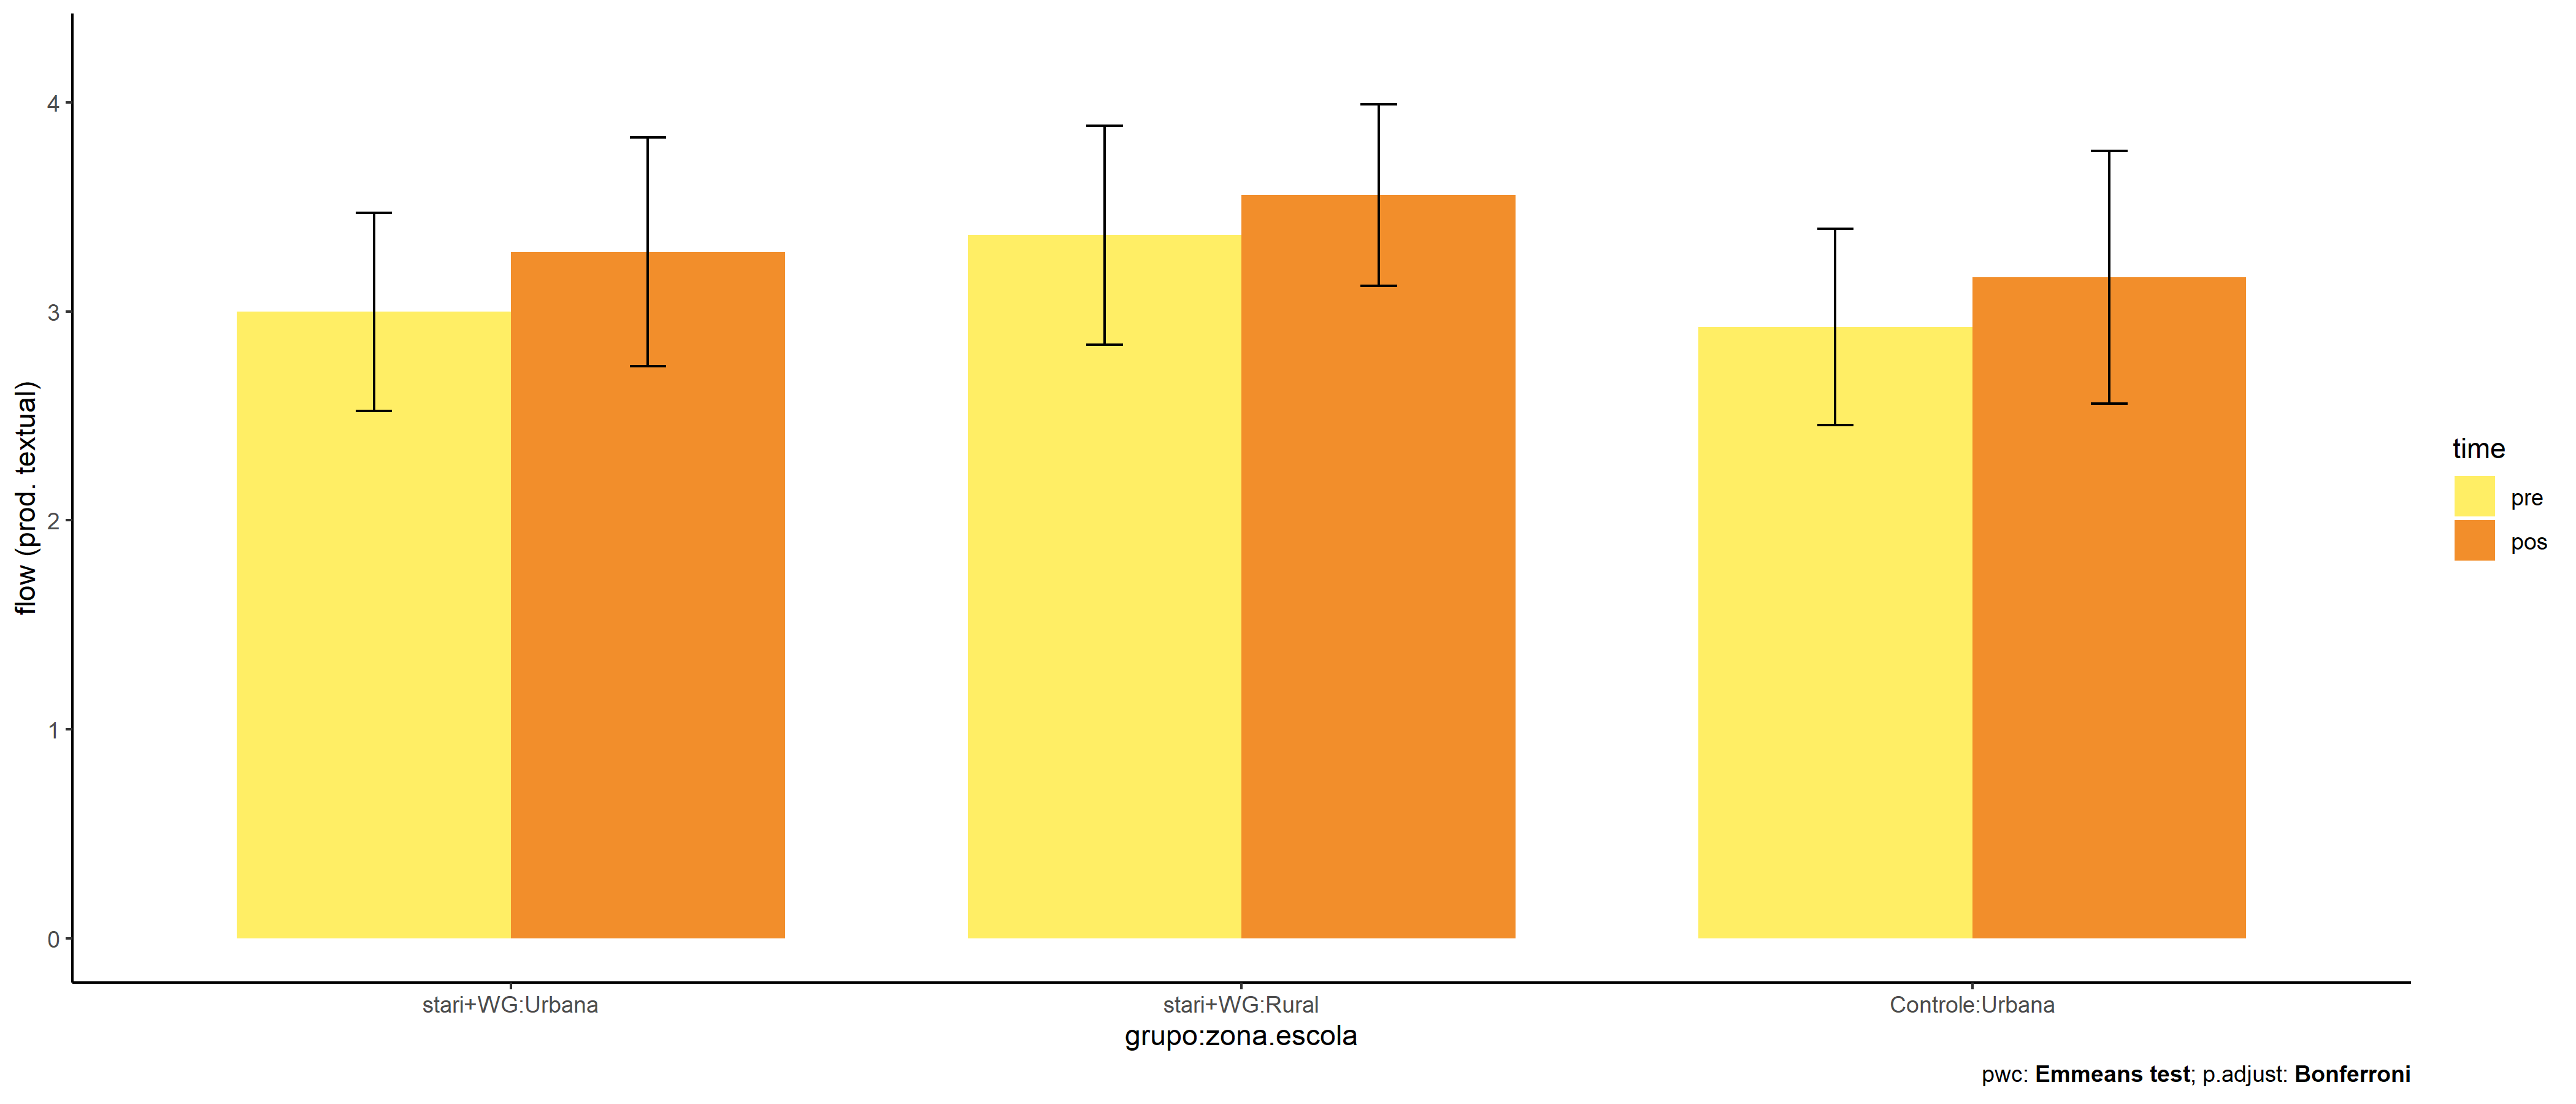 flow (prod. textual)
4
3
2
1
0
stari+WG:Urbana
stari+WG:Rural
Controle:Urbana
grupo:zona.escola
time
pre
pos
pwc: Emmeans test; p.adjust: Bonferroni